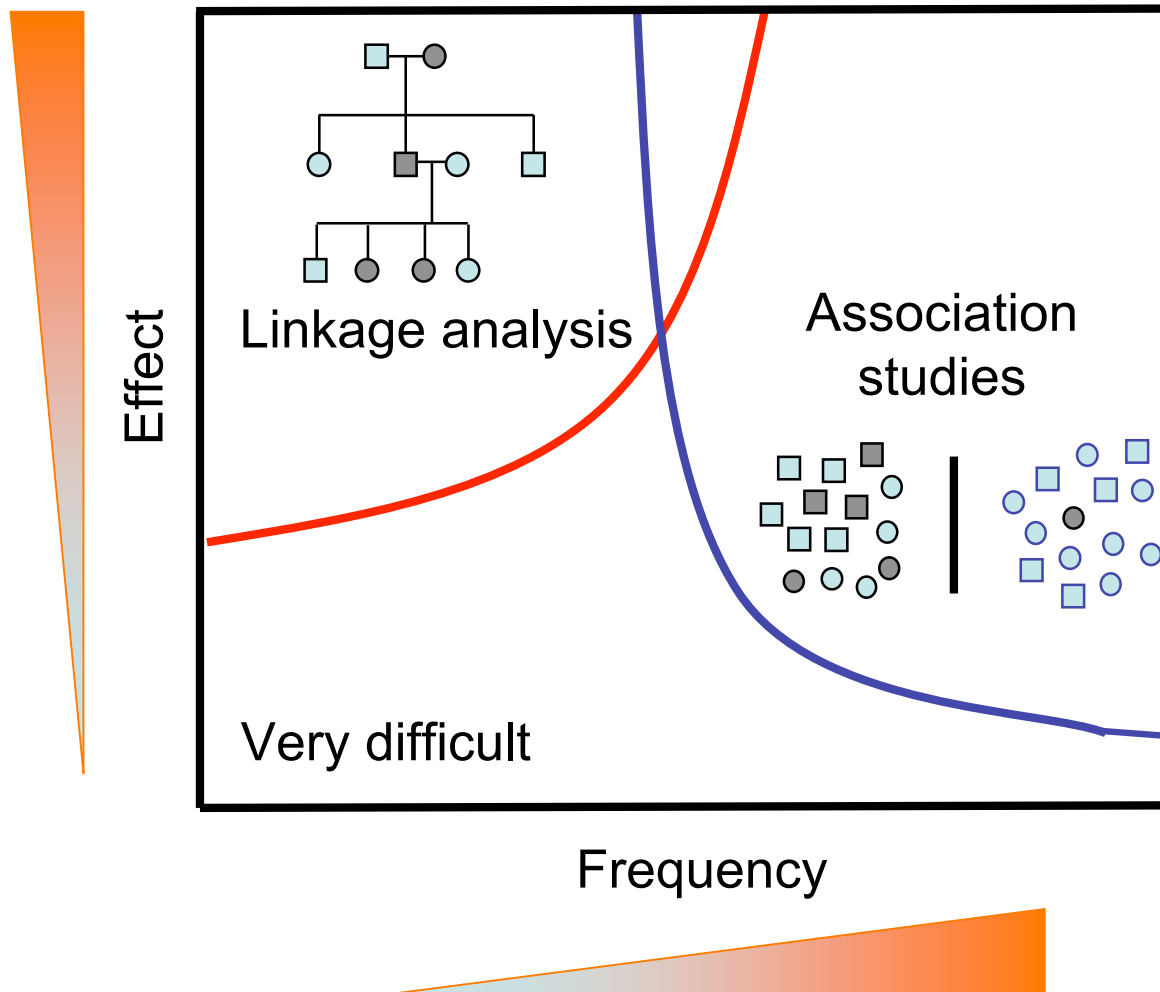 Linkage analysis
Association
studies
Effect
Very difficult
Frequency